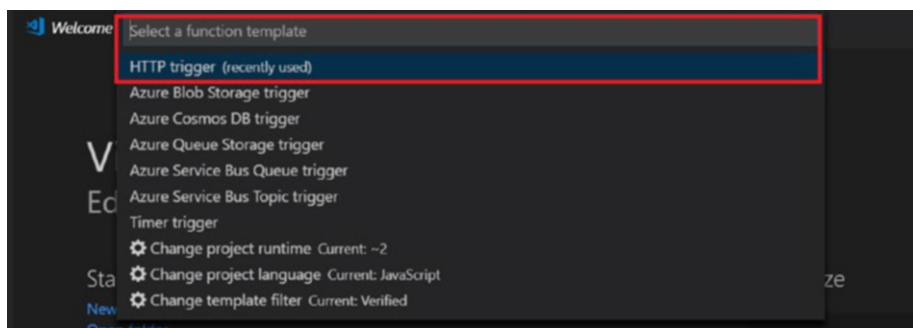 Welcome
Select a function template
HTTP trigger (recently used)
Azure Blob Storage trigger
Azure Cosmos DB trigger
Azure Queue Storage trigger
Azure Service Bus Queue trigger
Azure Service Bus Topic trigger
Timer trigger
Change project runtime Current: ~2
Change project language Current: JavaScript
Change template filter Current: Verified
New